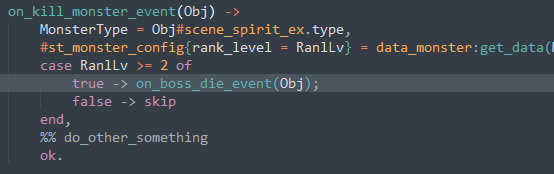 on_kill_monster_event(Obj) ->
MonsterType = Obj#scene_spirit_ex.type,
#st_monster_config{rank_level = RanlLv} = data_monster:get_data(
case RanlLv >= 2 of
true -> on_boss_die_event(Obj);
false -> skip
end,
%% do_other_something
ok.